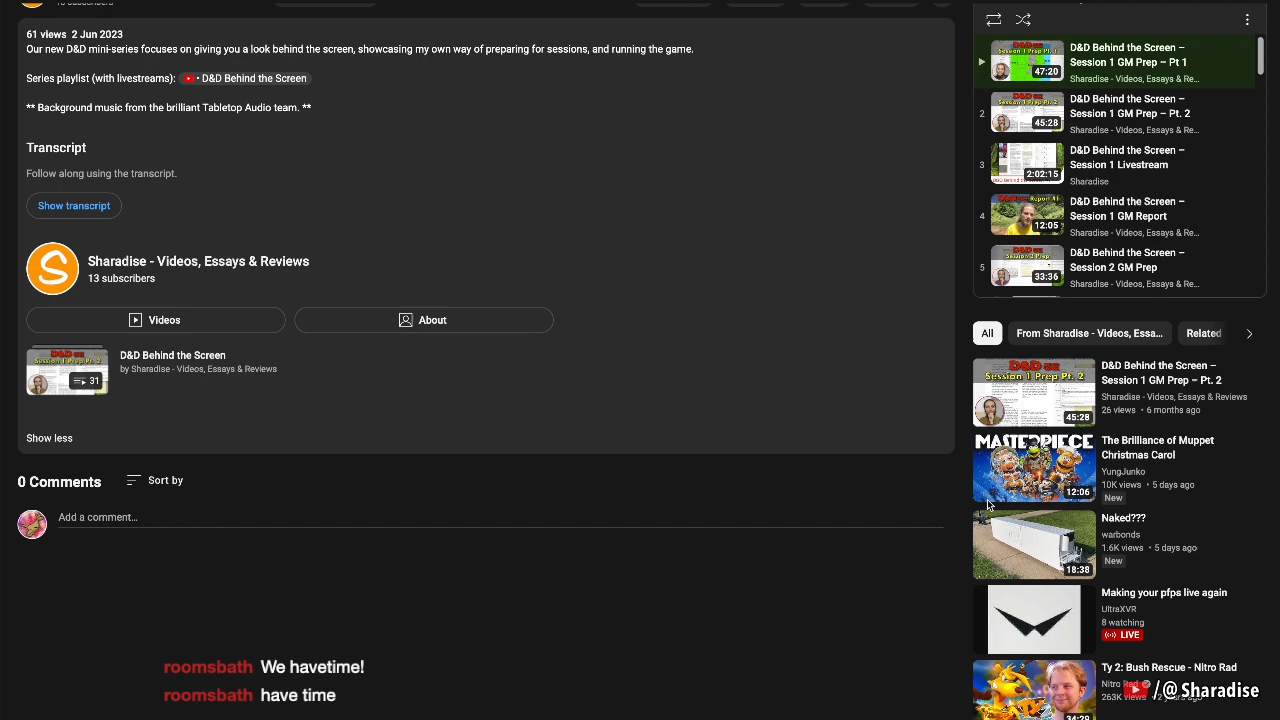 61 views 2 Jun 2023
Our new D&D mini-series focuses on giving you a look behind the screen, showcasing my own way of preparing for sessions, and running the game.
Series playlist (with livestreams): • D&D Behind the Screen
** Background music from the brilliant Tabletop Audio team
Transcript
Follow along using the transcript.
Show transcript
Sharadise - Videos, Essays & Reviews
13 subscribers
Videos
About
D&D Behind the Screen
by Sharadise - Videos, Essays & Reviews
31
Show less
0 Comments
Sort by
Add a comment...
roomsbath We havetime!
roomsbath have time
D&D Behind the Screen –
Session 1 GM Prep – Pt 1
Sharadise - Videos, Essays & Re...
47:20
2
D&D Behind the Screen –
Session 1 GM Prep – Pt 1
Sharadise - Videos, Essays & Re...
45:28
3
D&D Behind the Screen –
Session 1 Livestream
Sharadise
2:02:15
4
D&D Behind the Screen –
Session 1 GM Report
Sharadise - Videos, Essays & Re...
12:05
5
D&D Behind the Screen –
Session 2 GM Prep
Sharadise - Videos, Essays & Re...
33:36
All
From Sharadise - Videos, Essa...
Related
D&D 5E
Session 1 Prep Pt. 2
45:28
D&D Behind the Screen –
MASTERPIECE
12:06
The Brilliance of Muppet
Christmas Carol
YungJunko
10K views • 5 days ago
New
18:38
Naked???
warbonds
1.6K views • 5 days ago
New
Making your pfps live again
UltraXVR
8 watching
LIVE
Ty 2: Bush Rescue - Nitro Rad
Nitro Rad
263K views
34:29
/@Sharadise